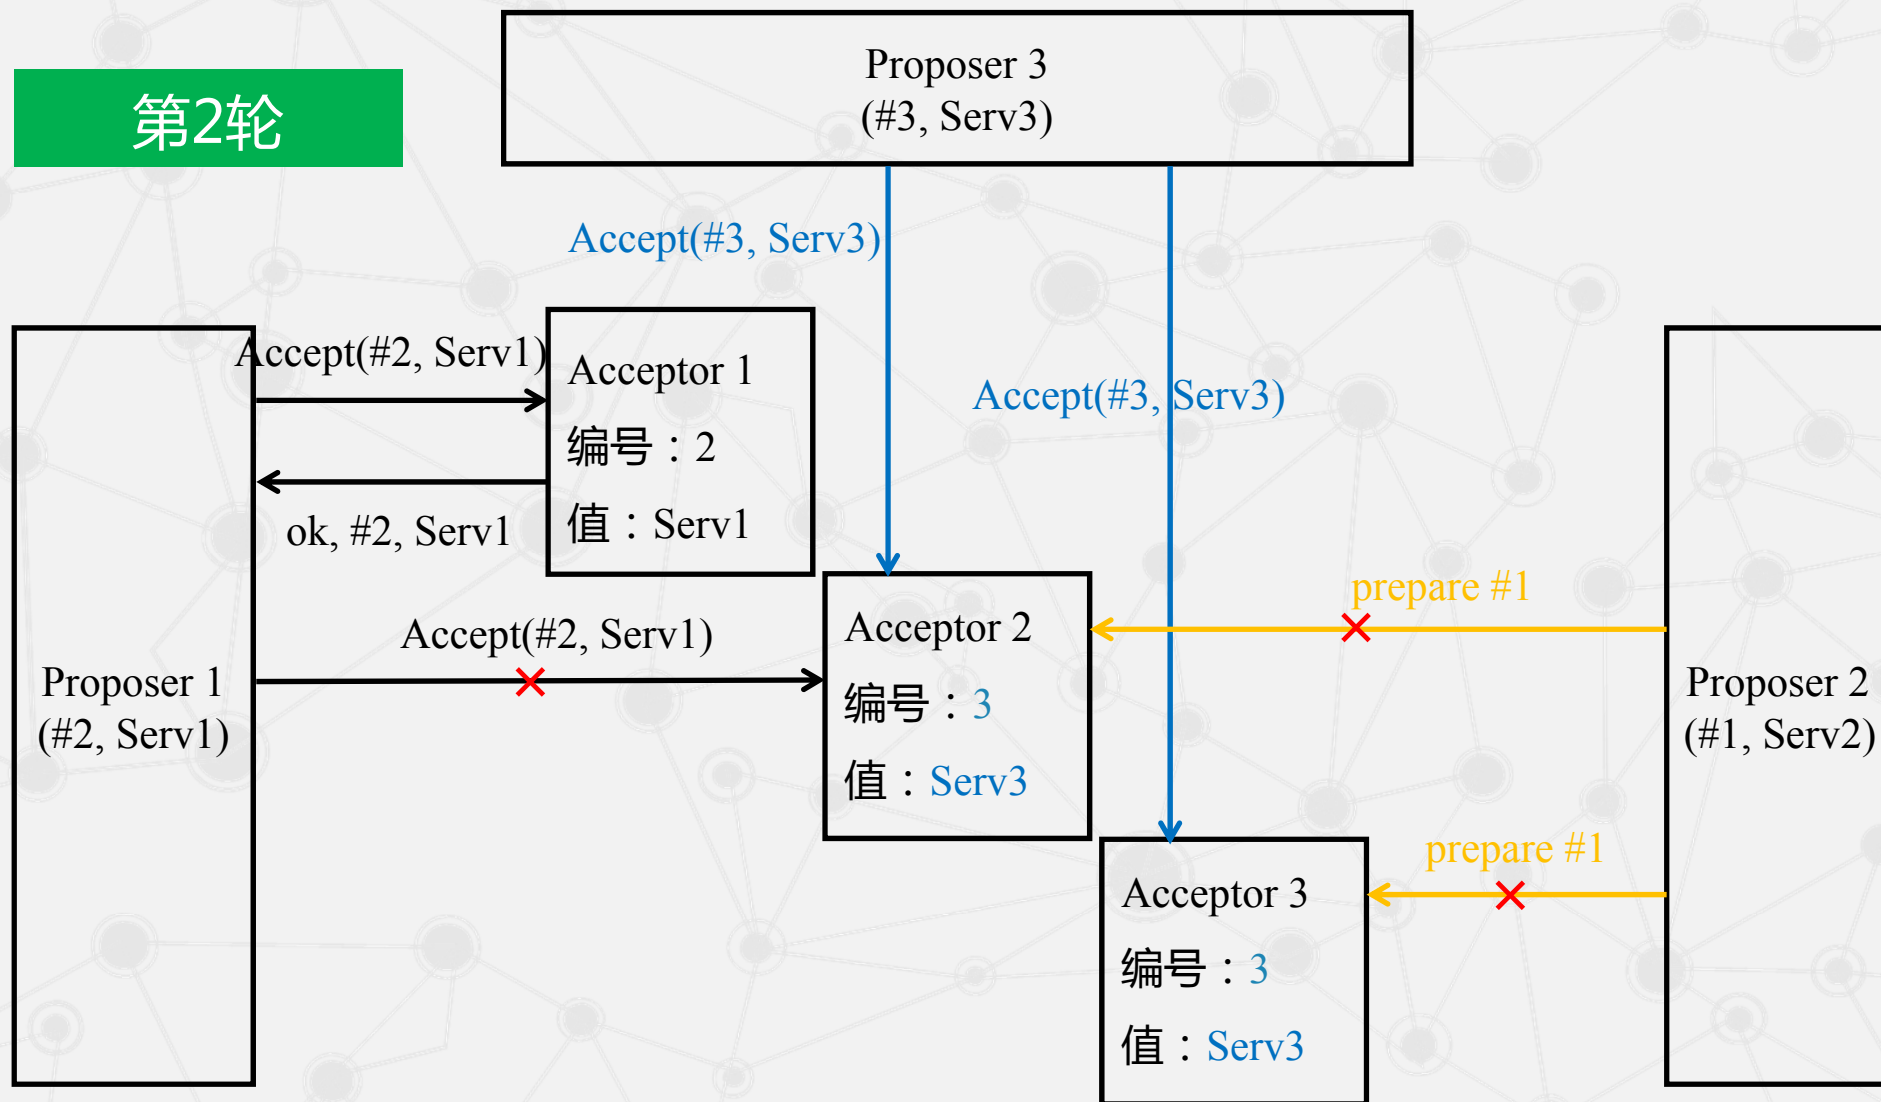 Proposer 3
(#3, Serv3)
第2轮
Accept(#3, Serv3)
Accept(#2, Serv1)
Acceptor 1
编号：2
值：Serv1
ok, #2, Serv1
Accept(#3, Serv3)
prepare #1
Accept(#2, Serv1)
Acceptor 2
编号：3
值：Serv3
Proposer 1
(#2, Serv1)
Proposer 2
(#1, Serv2)
prepare #1
Acceptor 3
编号：3
值：Serv3